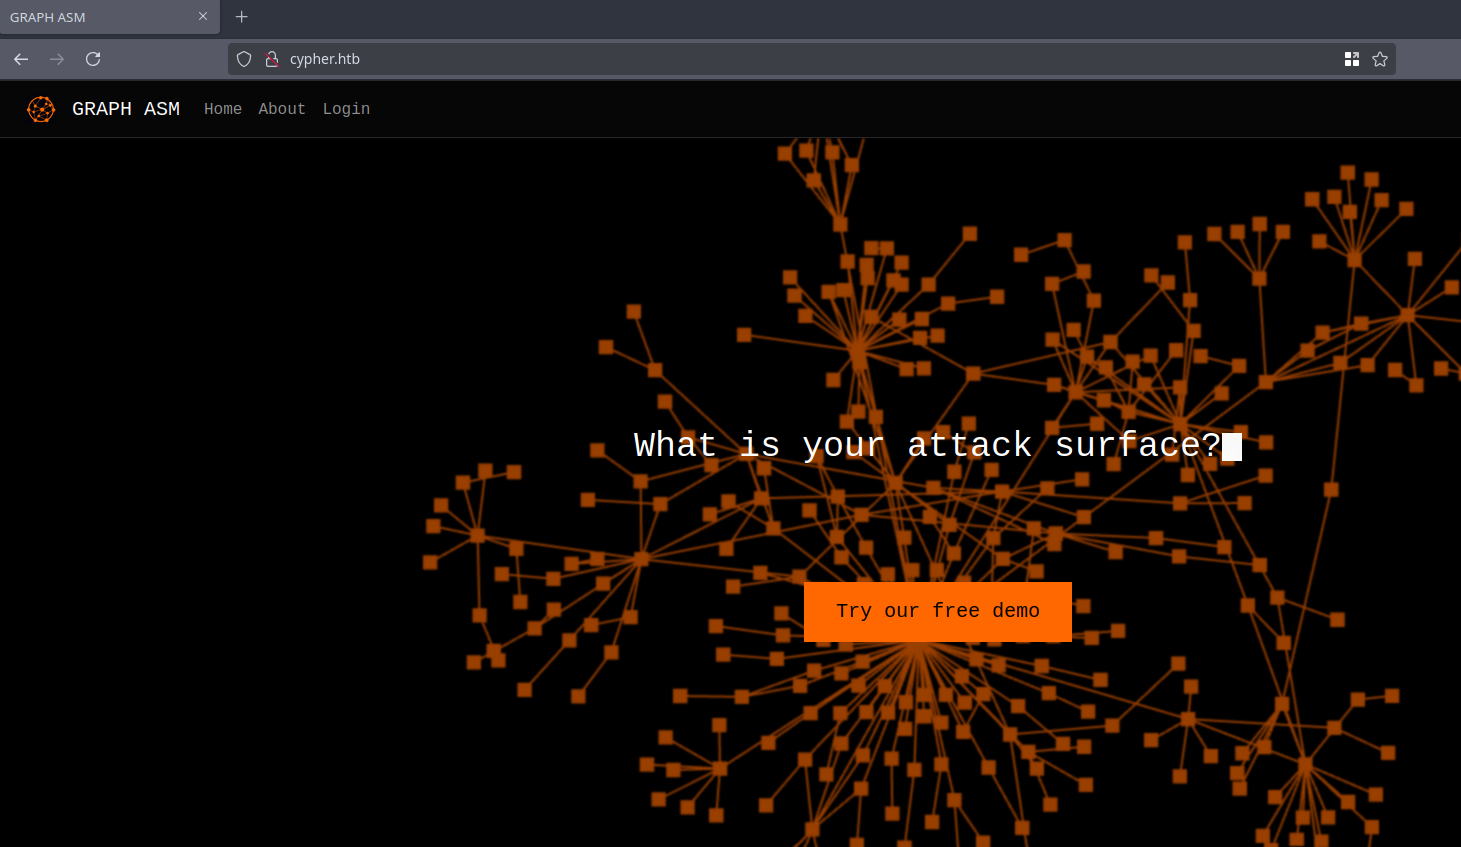 GRAPH ASM
cypher.htb
GRAPH ASM Home About Login
What is your attack surface?
Try our free demo